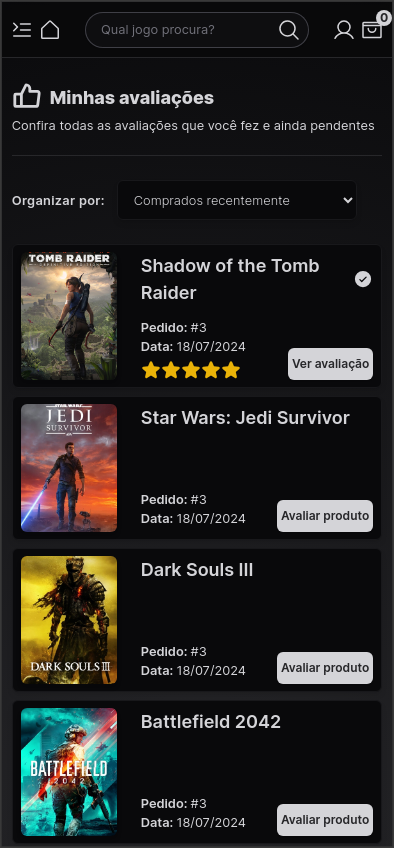 0
Qual jogo procura?
Minhas avaliações
Confira todas as avaliações que você fez e ainda pendentes
Organizar por:
Comprados recentemente
TOMB RAIDER
Shadow of the Tomb
Raider
Pedido: #3
Data: 18/07/2024
Ver avaliação
STAR WARS
JEDI
SURVIVOR
Star Wars: Jedi Survivor
Pedido: #3
Data: 18/07/2024
Avaliar produto
DARK SOULS III
Dark Souls III
Pedido: #3
Data: 18/07/2024
Avaliar produto
BATTLEFIELD
2042
Battlefield 2042
Pedido: #3
Data: 18/07/2024
Avaliar produto